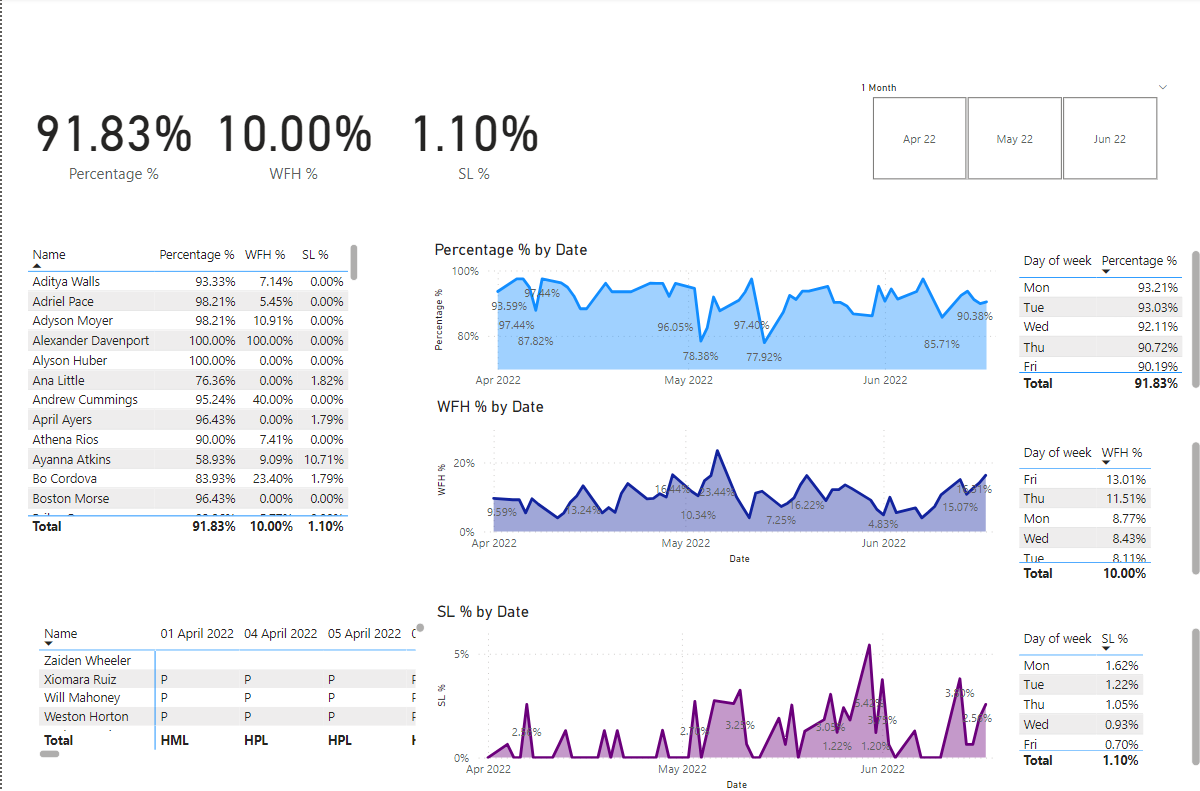 1 Month
Apr 22 May 22 Jun 22
91.83% 10.00% 1.10%
Percentage % WFH % SL %
Name Percentage % WFH % SL %
Aditya Walls 93.33% 7.14% 0.00%
Adriel Pace 98.21% 5.45% 0.00%
Adyson Moyer 98.21% 10.91% 0.00%
Alexander Davenport 100.00% 100.00% 0.00%
Alyson Huber 100.00% 0.00% 0.00%
Ana Little 76.36% 0.00% 1.82%
Andrew Cummings 95.24% 40.00% 0.00%
April Ayers 96.43% 0.00% 1.79%
Athena Rios 90.00% 7.41% 0.00%
Ayanna Atkins 58.93% 9.09% 10.71%
Bo Cordova 83.93% 23.40% 1.79%
Boston Morse 96.43% 0.00% 0.00%
Total 91.83% 10.00% 1.10%
Percentage % by Date
Percentage %
100%
80%
93.59%
97.44%
97.44%
87.82%
96.05%
78.38%
97.40%
77.92%
85.71%
90.38%
Apr 2022 May 2022 Jun 2022
Day of week Percentage %
Mon 93.21%
Tue 93.03%
Wed 92.11%
Thu 90.72%
Fri 90.19%
Total 91.83%
WFH % by Date
WFH %
20%
0%
9.59%
13.24%
16.44%
10.34%
23.44%
7.25%
16.22%
4.83%
15.07%
Apr 2022 May 2022 Jun 2022
Date
Day of week WFH %
Fri 13.01%
Thu 11.51%
Mon 8.77%
Wed 8.43%
Tue 8.11%
Total 10.00%
Name 01 April 2022 04 April 2022 05 April 2022
Zaiden Wheeler
Xiomara Ruiz P P P
Will Mahoney P P P
Weston Horton P P P
Total HML HPL HPL
SL % by Date
SL %
5%
0%
3.25%
3.05%
1.22%
1.20%
Apr 2022 May 2022 Jun 2022
Date
Day of week SL %
Mon 1.62%
Tue 1.22%
Thu 1.05%
Wed 0.93%
Fri 0.70%
Total 1.10%